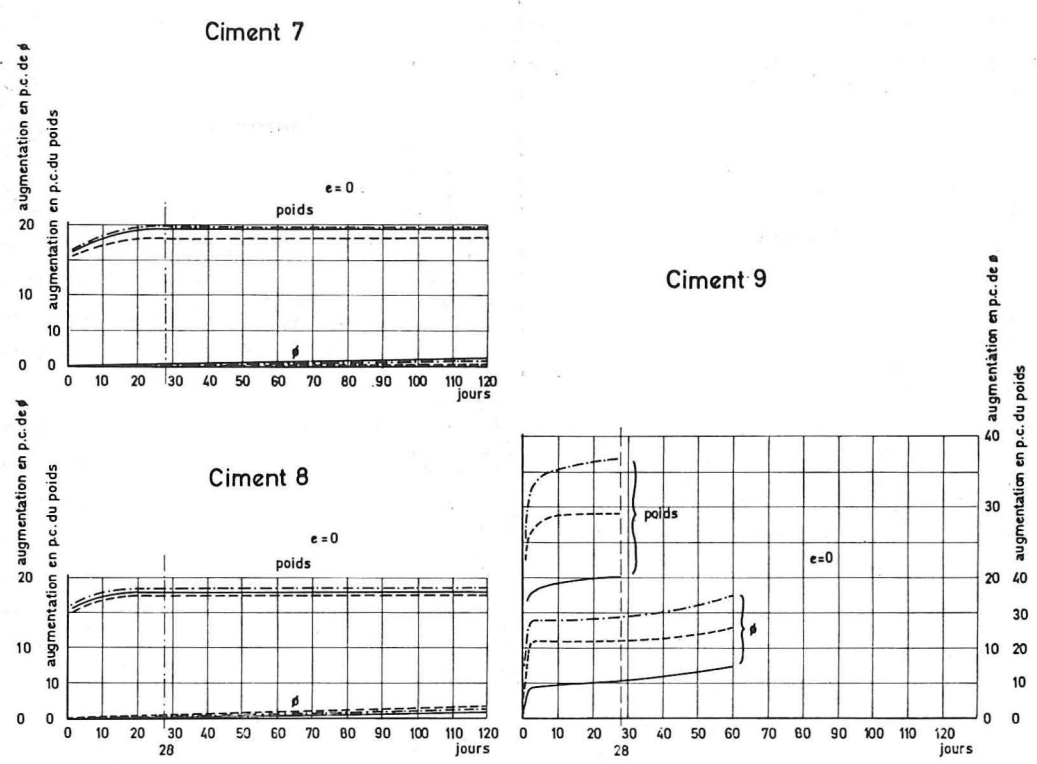 Ciment 7
augmentation en p.c. de ø
augmentation en p.c. du poids
e = 0
poids
20
10
10
0 0
ø
0 10 20 30 40 50 60 70 80 90 100 110 120
jours
Ciment 8
augmentation en p.c. de ø
augmentation en p.c. du poids
e = 0
poids
20
10
10
0 0
ø
0 10 20 30 40 50 60 70 80 90 100 110 120
28
jours
Ciment 9
augmentation en p.c. de ø
augmentation en p.c. du poids
40
30
20 40
30
10 20
10
0 0
poids
e=0
ø
0 10 20 30 40 50 60 70 80 90 100 110 120
28
jours